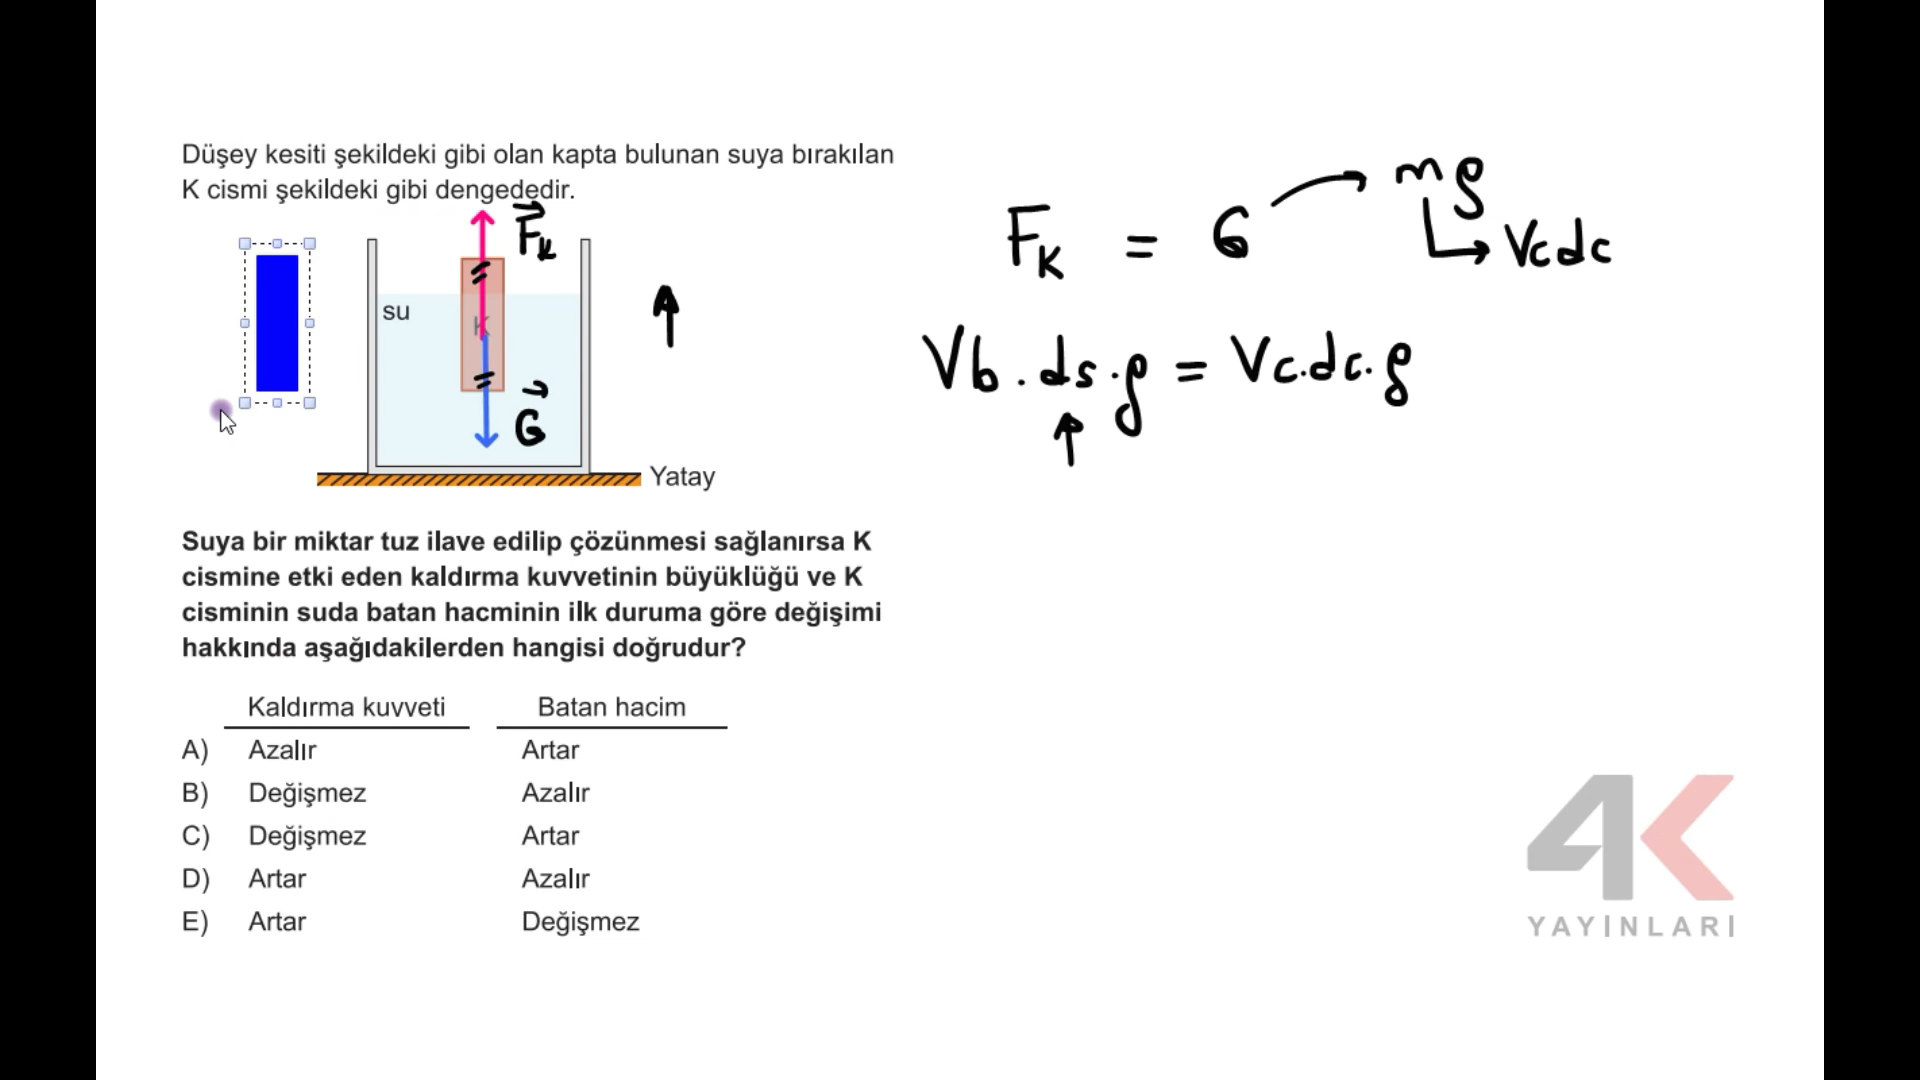 Düşey kesiti şekildeki gibi olan kapta bulunan suya bırakılan
K cismi şekildeki gibi dengededir.
F_K
su
K
G
Yatay
F_K = G → mg
→ Vcdc
Vb.ds.g = Vc.dc.g
Suya bir miktar tuz ilave edilip çözünmesi sağlanırsa K
cismine etki eden kaldırma kuvvetinin büyüklüğü ve K
cisminin suda batan hacminin ilk duruma göre değişimi
hakkında aşağıdakilerden hangisi doğrudur?
Kaldırma kuvveti Batan hacim
A) Azalır Artar
B) Değişmez Azalır
C) Değişmez Artar
D) Artar Azalır
E) Artar Değişmez
4K
YAYINLARI